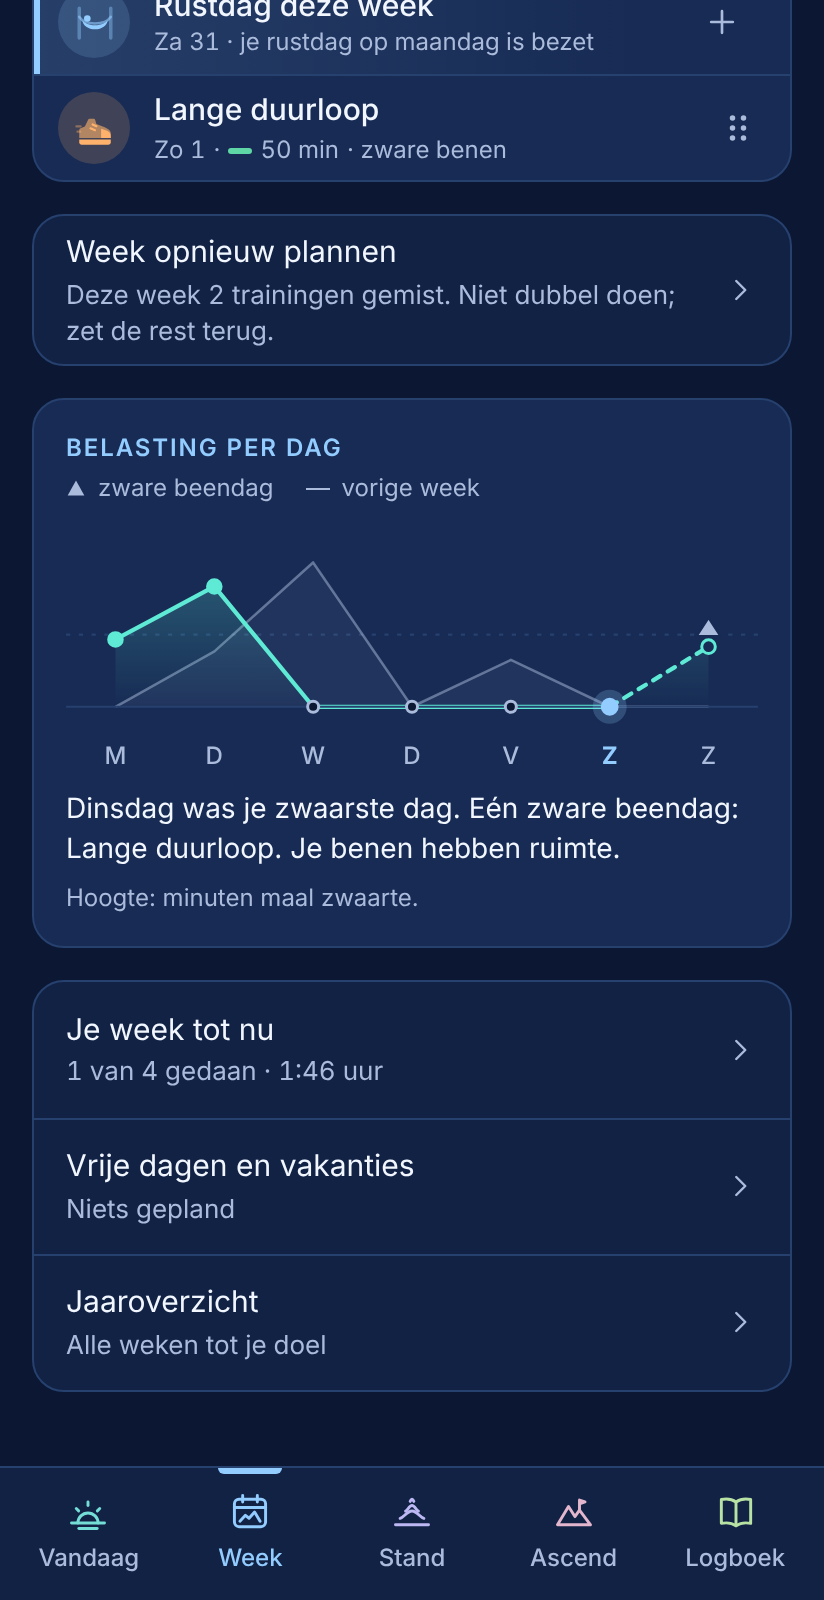 Rustdag deze week
Za 31 · je rustdag op maandag is bezet
Lange duurloop
Zo 1 · 50 min · zware benen
Week opnieuw plannen
Deze week 2 trainingen gemist. Niet dubbel doen;
zet de rest terug.
BELASTING PER DAG
▲ zware beendag — vorige week
M D W D V Z Z
Dinsdag was je zwaarste dag. Eén zware beendag:
Lange duurloop. Je benen hebben ruimte.
Hoogte: minuten maal zwaarte.
Je week tot nu
1 van 4 gedaan · 1:46 uur
Vrije dagen en vakanties
Niets gepland
Jaaroverzicht
Alle weken tot je doel
Vandaag Week Stand Ascend Logboek